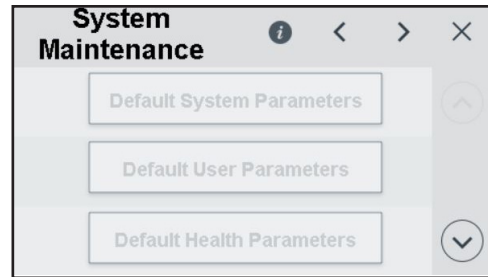 System
Maintenance
Default System Parameters
Default User Parameters
Default Health Parameters